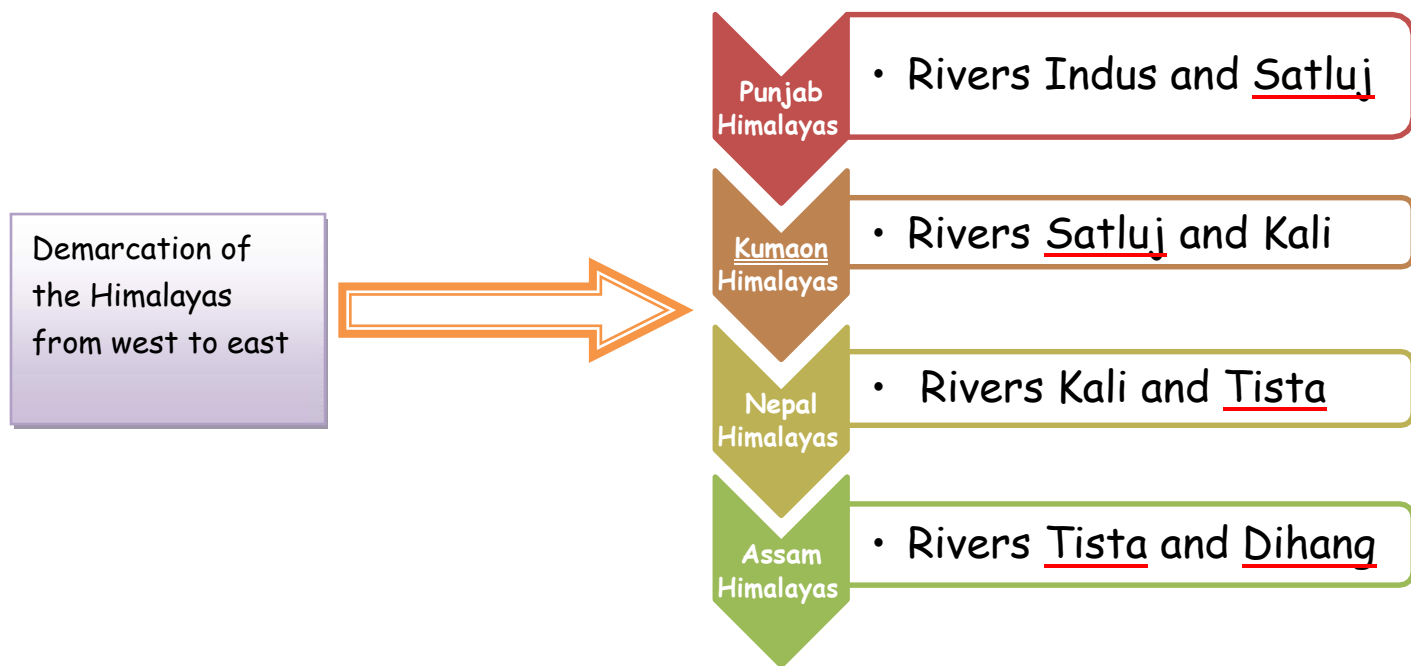 Demarcation of
the Himalayas
from west to east
Punjab
Himalayas
• Rivers Indus and Satluj
Kumaon
Himalayas
• Rivers Satluj and Kali
Nepal
Himalayas
• Rivers Kali and Tista
Assam
Himalayas
• Rivers Tista and Dihang